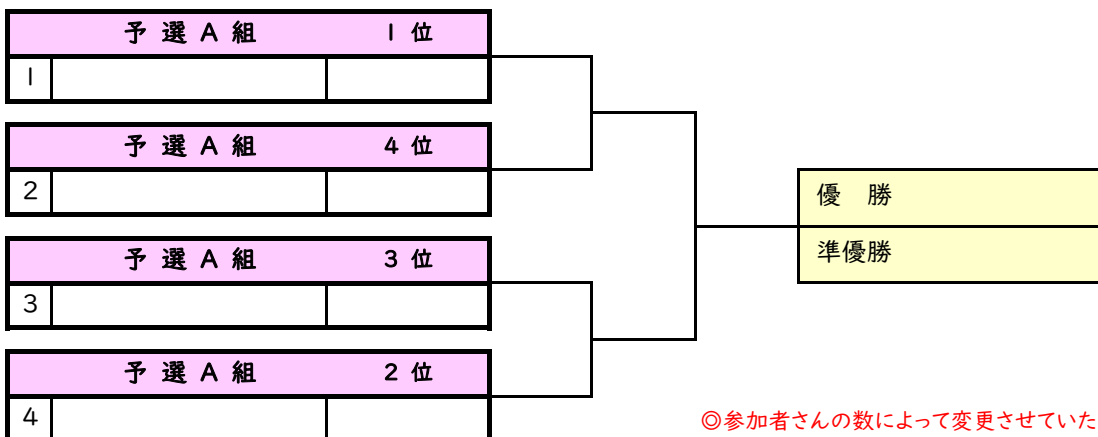 予 選 A 組 1 位
1
予 選 A 組 4 位
2
優 勝
準優勝
予 選 A 組 3 位
3
予 選 A 組 2 位
4
◎参加者さんの数によって変更させていた